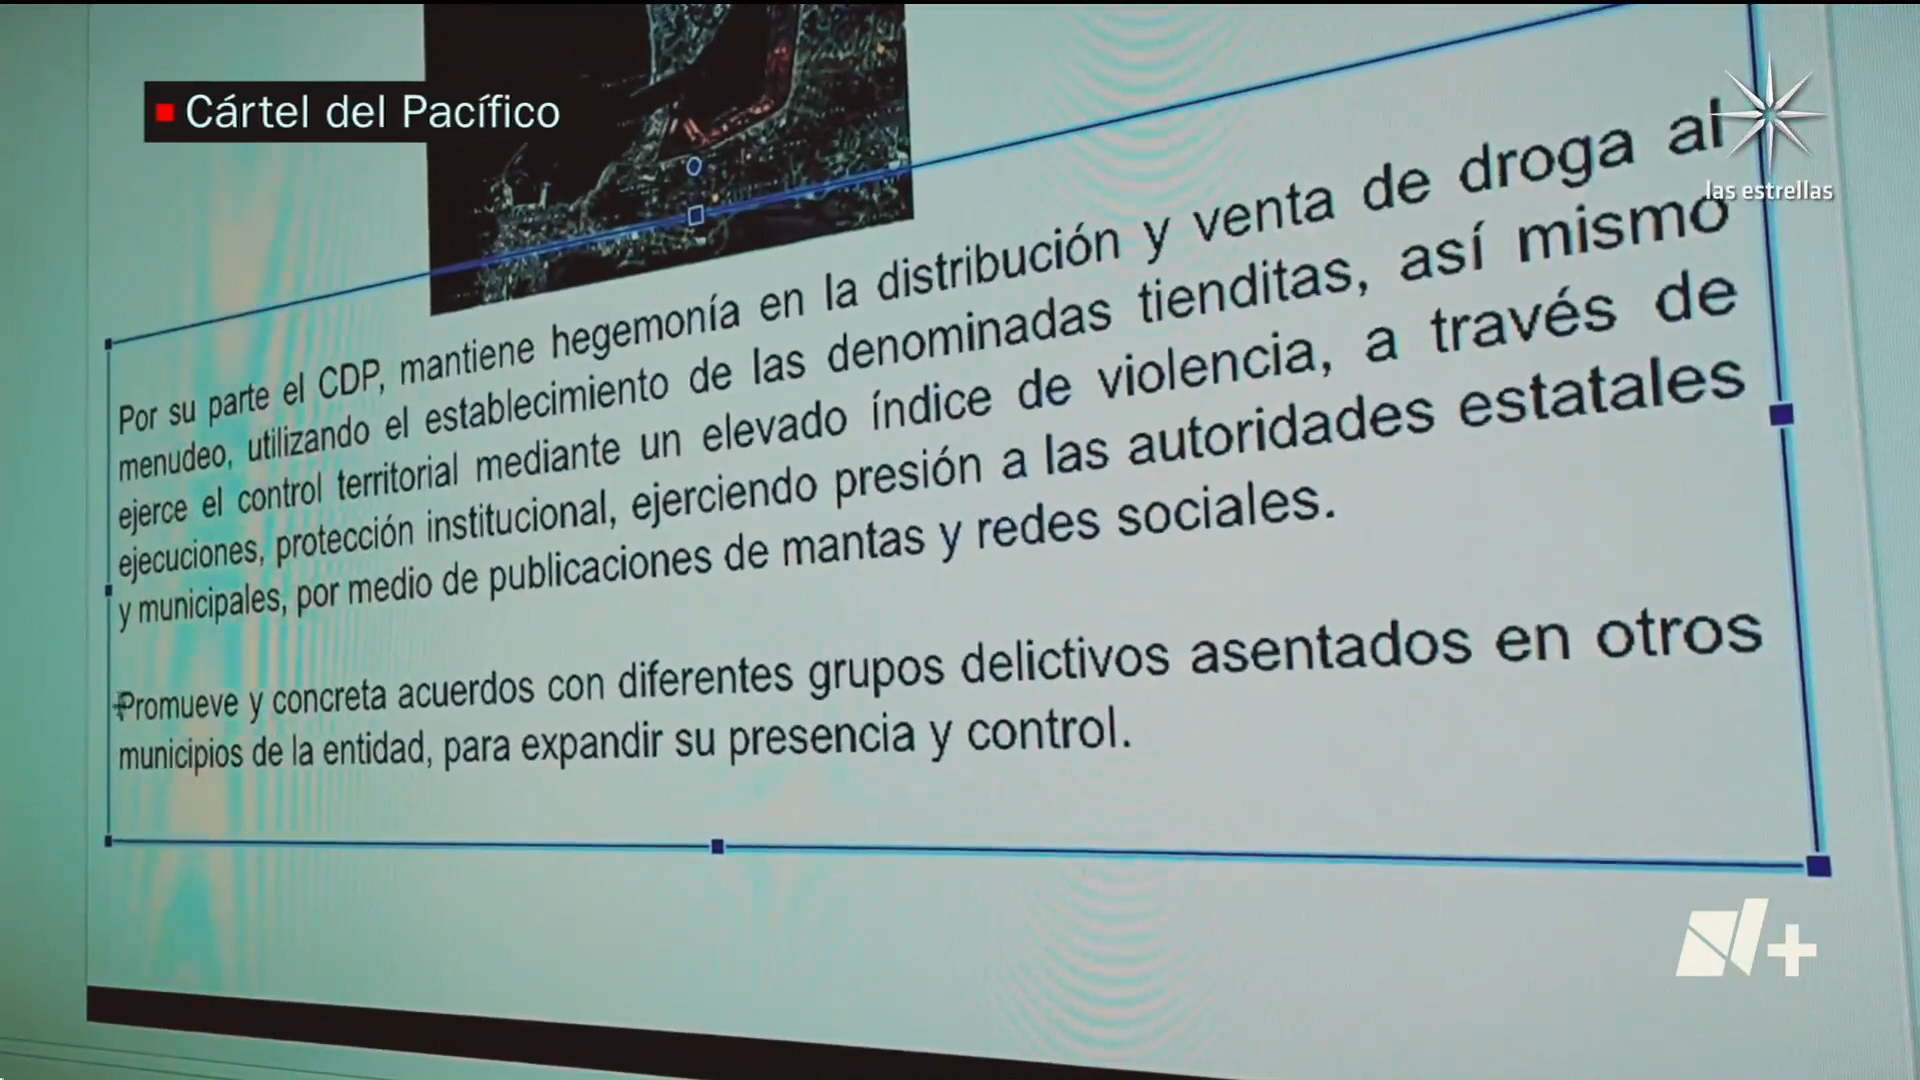 Cártel del Pacífico
las estrellas
Por su parte el CDP, mantiene hegemonía en la distribución y venta de droga al
menudeo, utilizando el establecimiento de las denominadas tienditas, así mismo
ejerce el control territorial mediante un elevado índice de violencia, a través de
ejecuciones, protección institucional, ejerciendo presión a las autoridades estatales
y municipales, por medio de publicaciones de mantas y redes sociales.
Promueve y concreta acuerdos con diferentes grupos delictivos asentados en otros
municipios de la entidad, para expandir su presencia y control.
N+